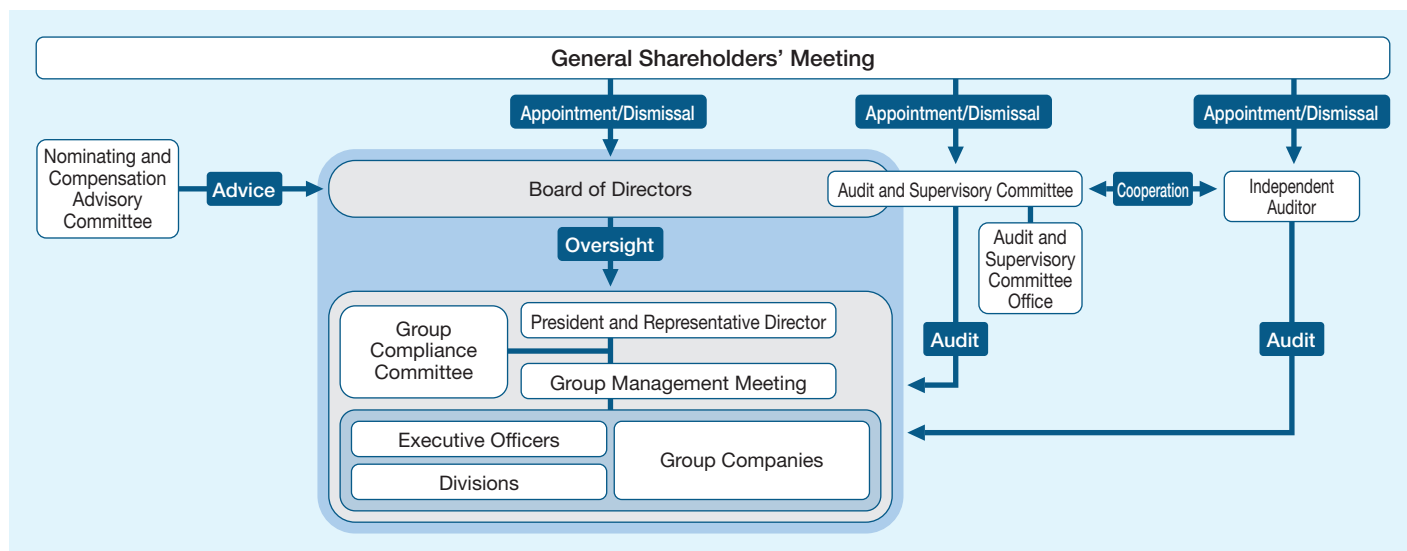 General Shareholders’ Meeting
Appointment/Dismissal
Appointment/Dismissal
Appointment/Dismissal
Nominating and
Compensation
Advisory
Committee
Advice
Board of Directors
Audit and Supervisory Committee
Cooperation
Independent
Auditor
Oversight
Audit and
Supervisory
Committee
Office
Group
Compliance
Committee
President and Representative Director
Audit
Audit
Group Management Meeting
Executive Officers
Group Companies
Divisions